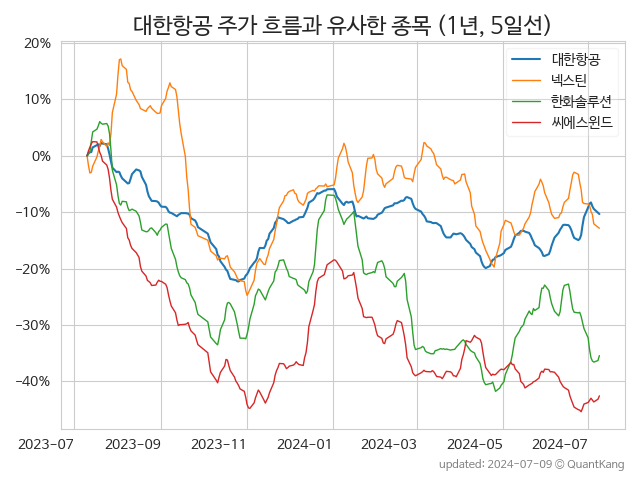 대한항공 주가 흐름과 유사한 종목 (1년, 5일선)
대한항공
넥스틴
한화솔루션
씨에스윈드
20%
10%
0%
−10%
−20%
−30%
−40%
2023-07 2023-09 2023-11 2024-01 2024-03 2024-05 2024-07
updated: 2024-07-09 © QuantKang